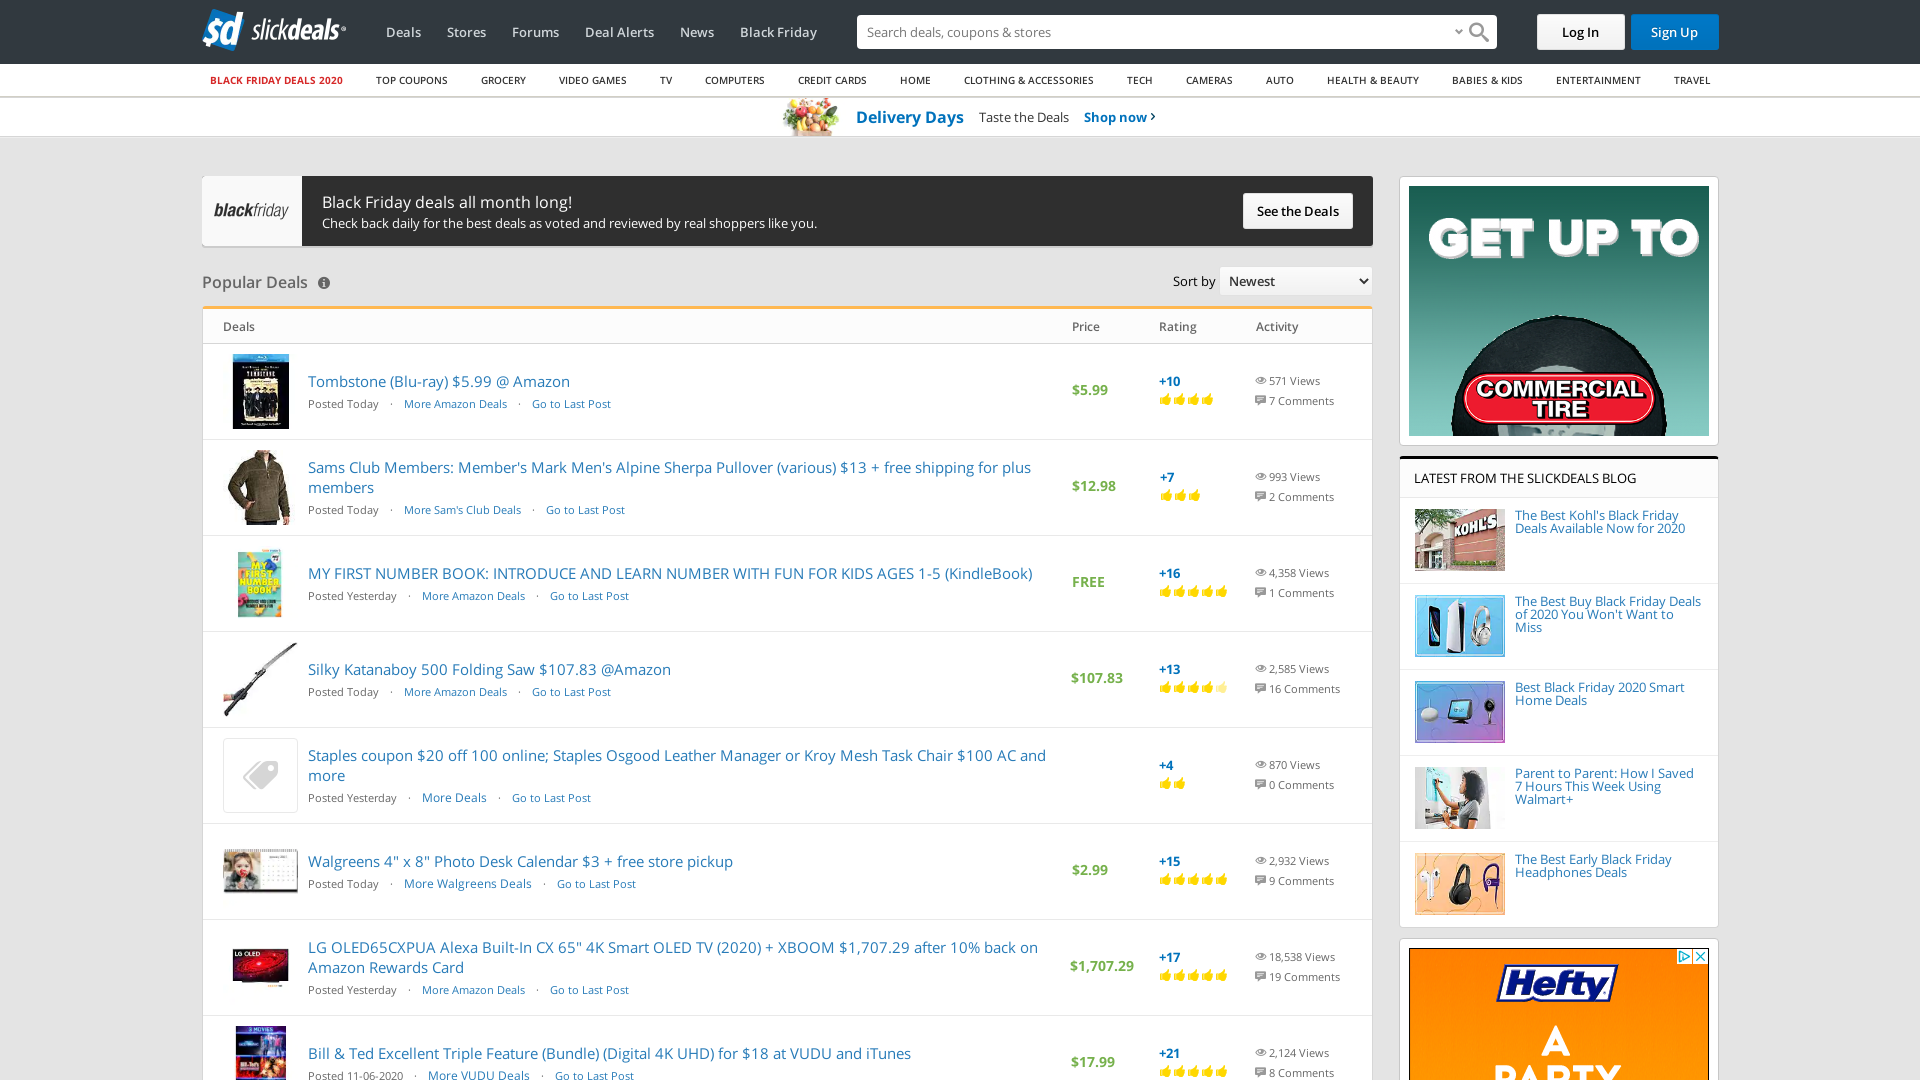 sd slickdeals
Deals Stores Forums Deal Alerts News Black Friday
Search deals, coupons & stores
Log In Sign Up
BLACK FRIDAY DEALS 2020 TOP COUPONS GROCERY VIDEO GAMES TV COMPUTERS CREDIT CARDS HOME CLOTHING & ACCESSORIES TECH CAMERAS AUTO HEALTH & BEAUTY BABIES & KIDS ENTERTAINMENT TRAVEL
Delivery Days Taste the Deals Shop now
blackfriday
Black Friday deals all month long!
Check back daily for the best deals as voted and reviewed by real shoppers like you.
See the Deals
Popular Deals
Sort by Newest
Deals Price Rating Activity
TOMBSTONE
Tombstone (Blu-ray) $5.99 @ Amazon
Posted Today · More Amazon Deals · Go to Last Post
$5.99
+10
571 Views
7 Comments
Sams Club Members: Member's Mark Men's Alpine Sherpa Pullover (various) $13 + free shipping for plus
members
Posted Today · More Sam's Club Deals · Go to Last Post
$12.98
+7
993 Views
2 Comments
MY
FIRST
NUMBER
BOOK
MY FIRST NUMBER BOOK: INTRODUCE AND LEARN NUMBER WITH FUN FOR KIDS AGES 1-5 (KindleBook)
Posted Yesterday · More Amazon Deals · Go to Last Post
FREE
+16
4,358 Views
1 Comments
Silky Katanaboy 500 Folding Saw $107.83 @Amazon
Posted Today · More Amazon Deals · Go to Last Post
$107.83
+13
2,585 Views
16 Comments
Staples coupon $20 off 100 online; Staples Osgood Leather Manager or Kroy Mesh Task Chair $100 AC and
more
Posted Yesterday · More Deals · Go to Last Post
+4
870 Views
0 Comments
Walgreens 4" x 8" Photo Desk Calendar $3 + free store pickup
Posted Today · More Walgreens Deals · Go to Last Post
$2.99
+15
2,932 Views
9 Comments
LG OLED
LG OLED65CXPUA Alexa Built-In CX 65" 4K Smart OLED TV (2020) + XBOOM $1,707.29 after 10% back on
Amazon Rewards Card
Posted Yesterday · More Amazon Deals · Go to Last Post
$1,707.29
+17
18,538 Views
19 Comments
3 MOVIES
Bill & Ted Excellent Triple Feature (Bundle) (Digital 4K UHD) for $18 at VUDU and iTunes
Posted 11-06-2020 · More VUDU Deals · Go to Last Post
$17.99
+21
2,124 Views
8 Comments
GET UP TO
COMMERCIAL
TIRE
LATEST FROM THE SLICKDEALS BLOG
KOHL'S
The Best Kohl's Black Friday
Deals Available Now for 2020
The Best Buy Black Friday Deals
of 2020 You Won't Want to
Miss
Best Black Friday 2020 Smart
Home Deals
Parent to Parent: How I Saved
7 Hours This Week Using
Walmart+
The Best Early Black Friday
Headphones Deals
Hefty
A
PARTY